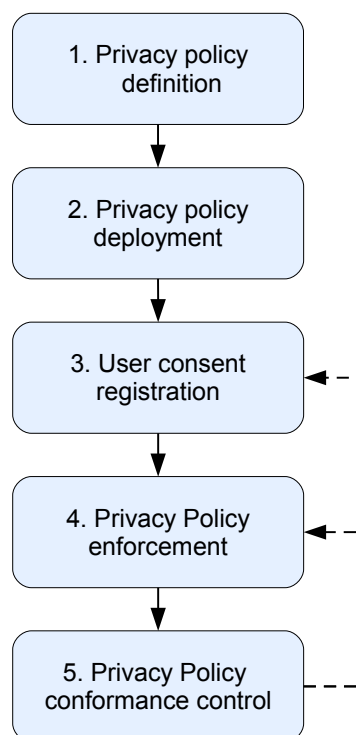 1. Privacy policy
definition
2. Privacy policy
deployment
3. User consent
registration
4. Privacy Policy
enforcement
5. Privacy Policy
conformance control